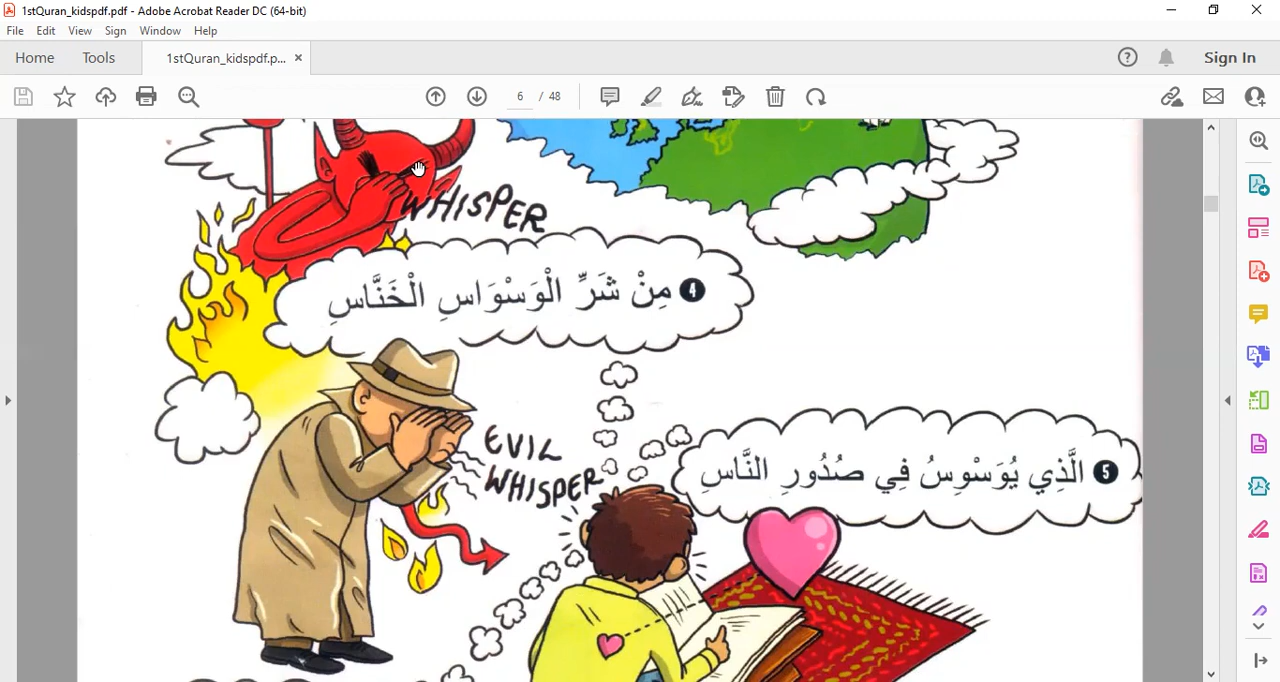 1stQuran_kidspdf.pdf - Adobe Acrobat Reader DC (64-bit)
File Edit View Sign Window Help
Home Tools 1stQuran_kidspdf.p... Sign In
6 / 48
WHISPER
4 مِنْ شَرِّ الْوَسْوَاسِ الْخَنَّاسِ
EVIL
WHISPER
5 الَّذِي يُوَسْوِسُ فِي صُدُورِ النَّاسِ